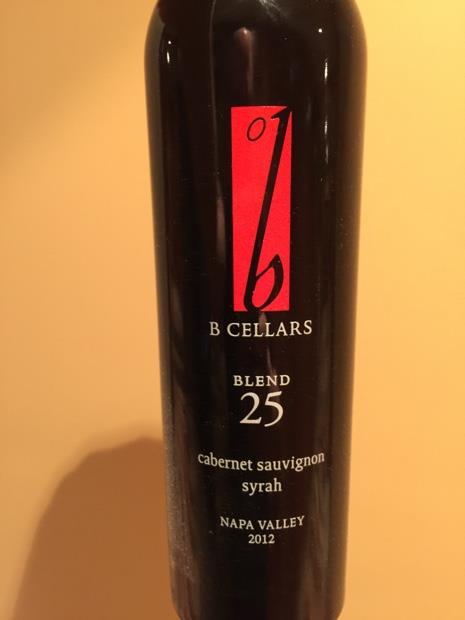 °b
B CELLARS
BLEND
25
cabernet sauvignon
syrah
NAPA VALLEY
2012